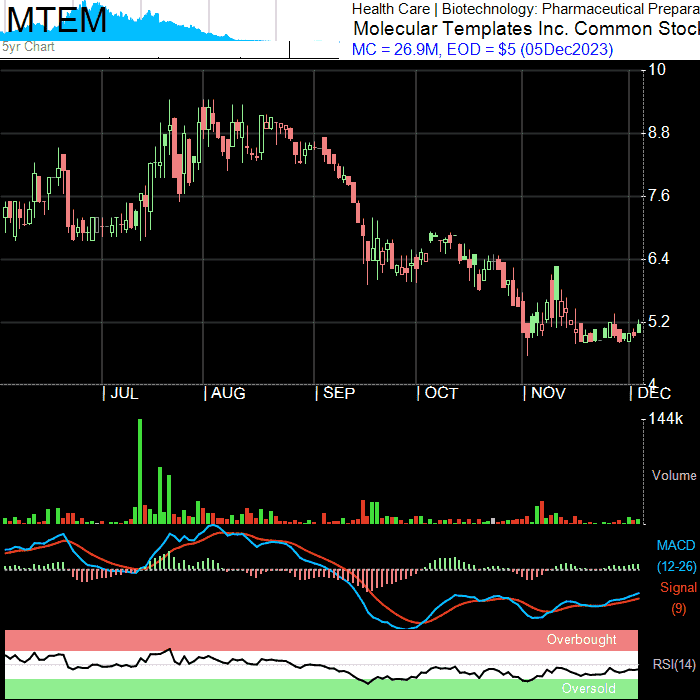 MTEM
5yr Chart
Health Care | Biotechnology: Pharmaceutical Prepara
Molecular Templates Inc. Common Stoc
MC = 26.9M, EOD = $5 (05Dec2023)
10
8.8
7.6
6.4
5.2
4
| JUL | AUG | SEP | OCT | NOV | DEC
144k
Volume
MACD
(12-26)
Signal
(9)
Overbought
RSI(14)
Oversold